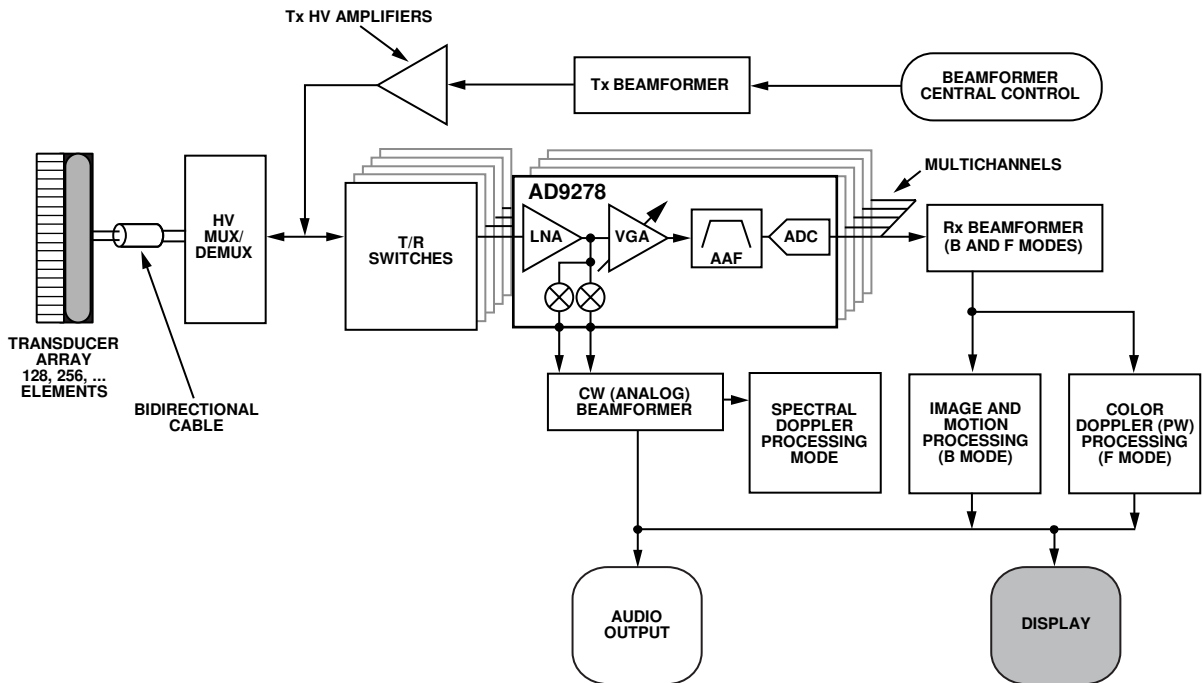 Tx HV AMPLIFIERS
Tx BEAMFORMER
BEAMFORMER
CENTRAL CONTROL
MULTICHANNELS
HV
MUX/
DEMUX
T/R
SWITCHES
AD9278
LNA
VGA
AAF
ADC
Rx BEAMFORMER
(B AND F MODES)
TRANSDUCER
ARRAY
128, 256, ...
ELEMENTS
BIDIRECTIONAL
CABLE
CW (ANALOG)
BEAMFORMER
SPECTRAL
DOPPLER
PROCESSING
MODE
IMAGE AND
MOTION
PROCESSING
(B MODE)
COLOR
DOPPLER (PW)
PROCESSING
(F MODE)
AUDIO
OUTPUT
DISPLAY